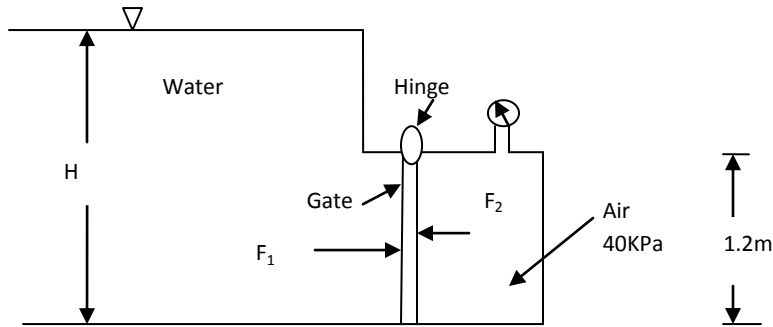 Water
Hinge
H
Gate
F₂
Air
40KPa
1.2m
F₁